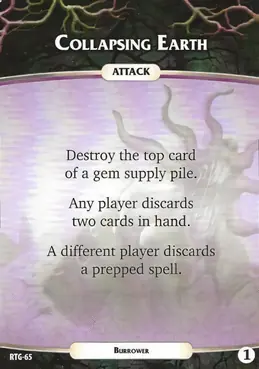 COLLAPSING EARTH
ATTACK
Destroy the top card
of a gem supply pile.
Any player discards
two cards in hand.
A different player discards
a prepped spell.
BURROWER
RTG-65
1